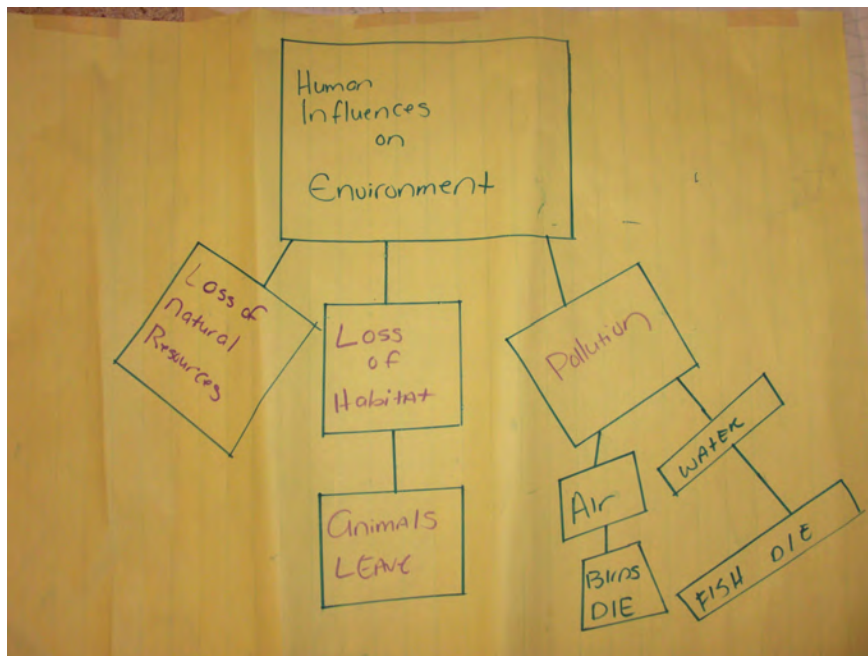 Human
Influences
on
Environment
Loss of
Natural
Resources
Loss
of
Habitat
Pollution
Animals
LEAVE
Air
WATER
Birds
DIE
FISH DIE